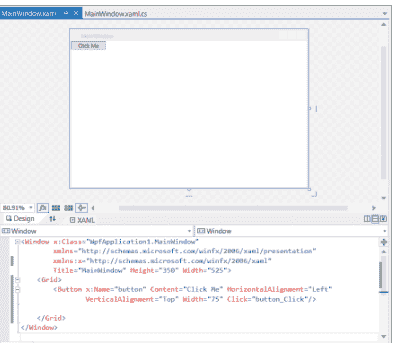 MainWindow.xaml MainWindow.xaml.cs
MainWindow
Click Me
80.91%
Design XAML
Window Window
<Window x:Class="WpfApplication1.MainWindow"
xmlns="http://schemas.microsoft.com/winfx/2006/xaml/presentation"
xmlns:x="http://schemas.microsoft.com/winfx/2006/xaml"
Title="MainWindow" Height="350" Width="525">
<Grid>
<Button x:Name="button" Content="Click Me" HorizontalAlignment="Left"
VerticalAlignment="Top" Width="75" Click="button_Click"/>
</Grid>
</Window>